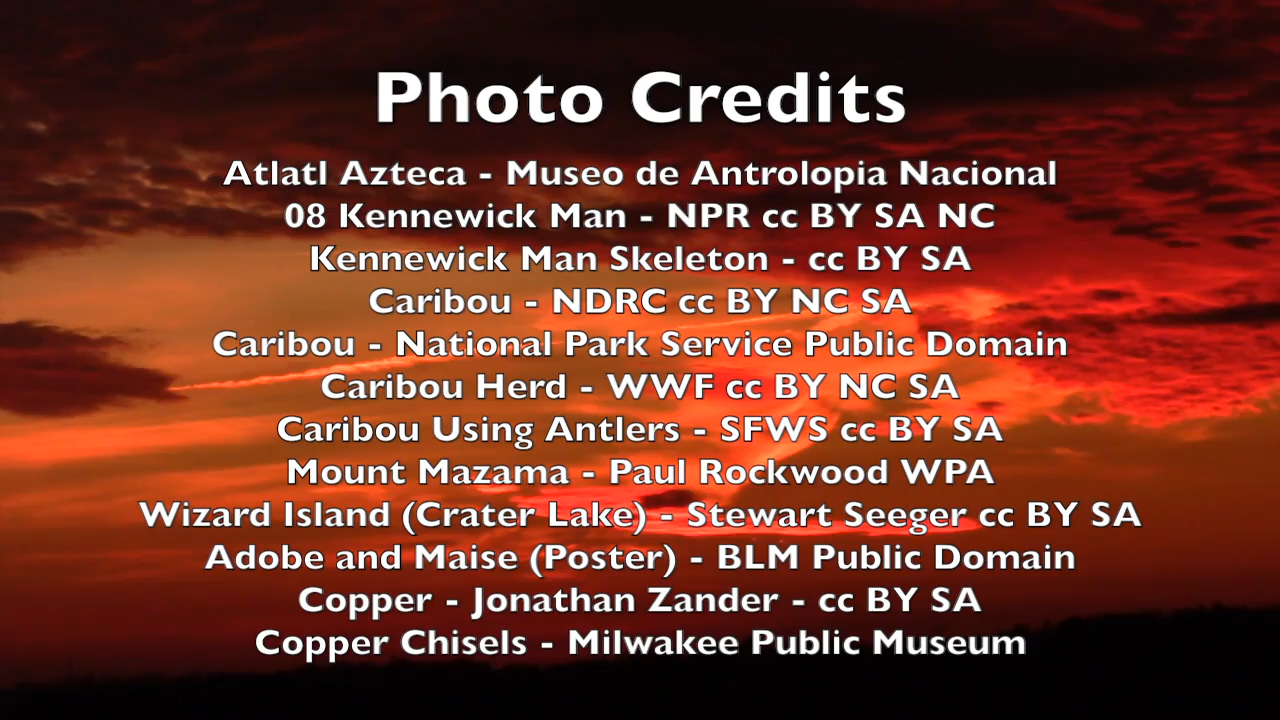 Photo Credits
Atlatl Azteca - Museo de Antrolopia Nacional
08 Kennewick Man - NPR cc BY SA NC
Kennewick Man Skeleton - cc BY SA
Caribou - NDRC cc BY NC SA
Caribou - National Park Service Public Domain
Caribou Herd - WWF cc BY NC SA
Caribou Using Antlers - SFWS cc BY SA
Mount Mazama - Paul Rockwood WPA
Wizard Island (Crater Lake) - Stewart Seeger cc BY SA
Adobe and Maise (Poster) - BLM Public Domain
Copper - Jonathan Zander - cc BY SA
Copper Chisels - Milwakee Public Museum